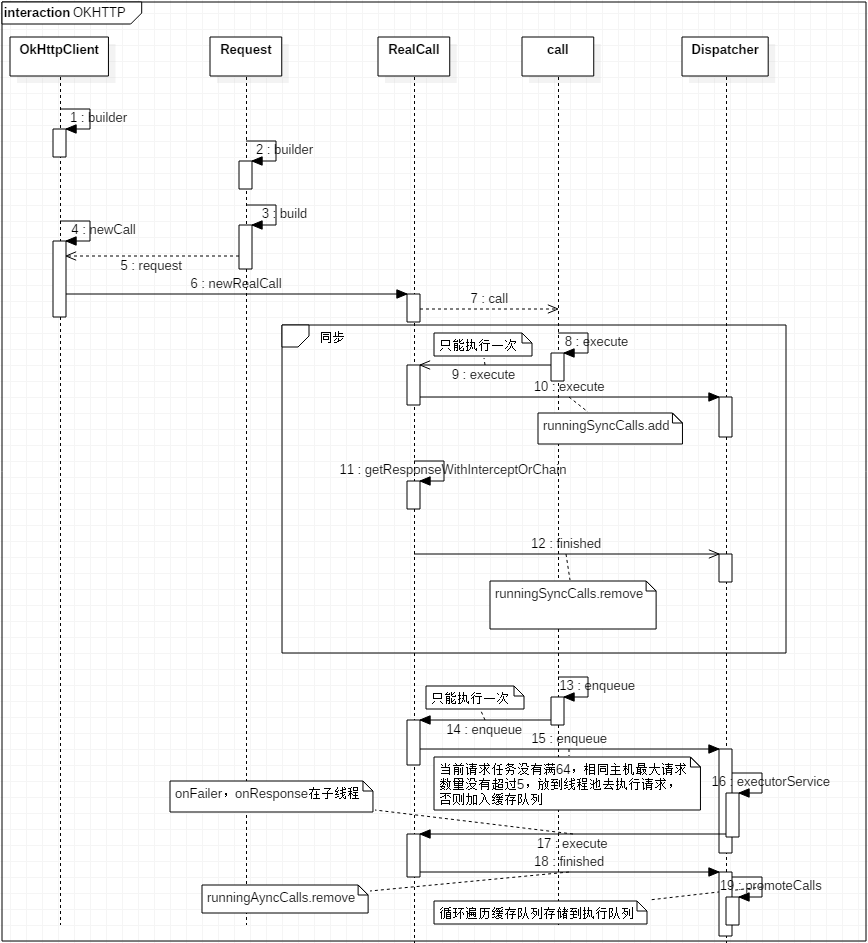 interaction OKHTTP
OkHttpClient
Request
RealCall
call
Dispatcher
1 : builder
2 : builder
3 : build
4 : newCall
5 : request
6 : newRealCall
7 : call
同步
只能执行一次
8 : execute
9 : execute
10 : execute
runningSyncCalls.add
11 : getResponseWithInterceptOrChain
12 : finished
runningSyncCalls.remove
13 : enqueue
只能执行一次
14 : enqueue
15 : enqueue
当前请求任务没有满64，相同主机最大请求
数量没有超过5，放到线程池去执行请求，
否则加入缓存队列
16 : executorService
onFailer，onResponse在子线程
17 : execute
18 : finished
runningAyncCalls.remove
19 : promoteCalls
循环遍历缓存队列存储到执行队列